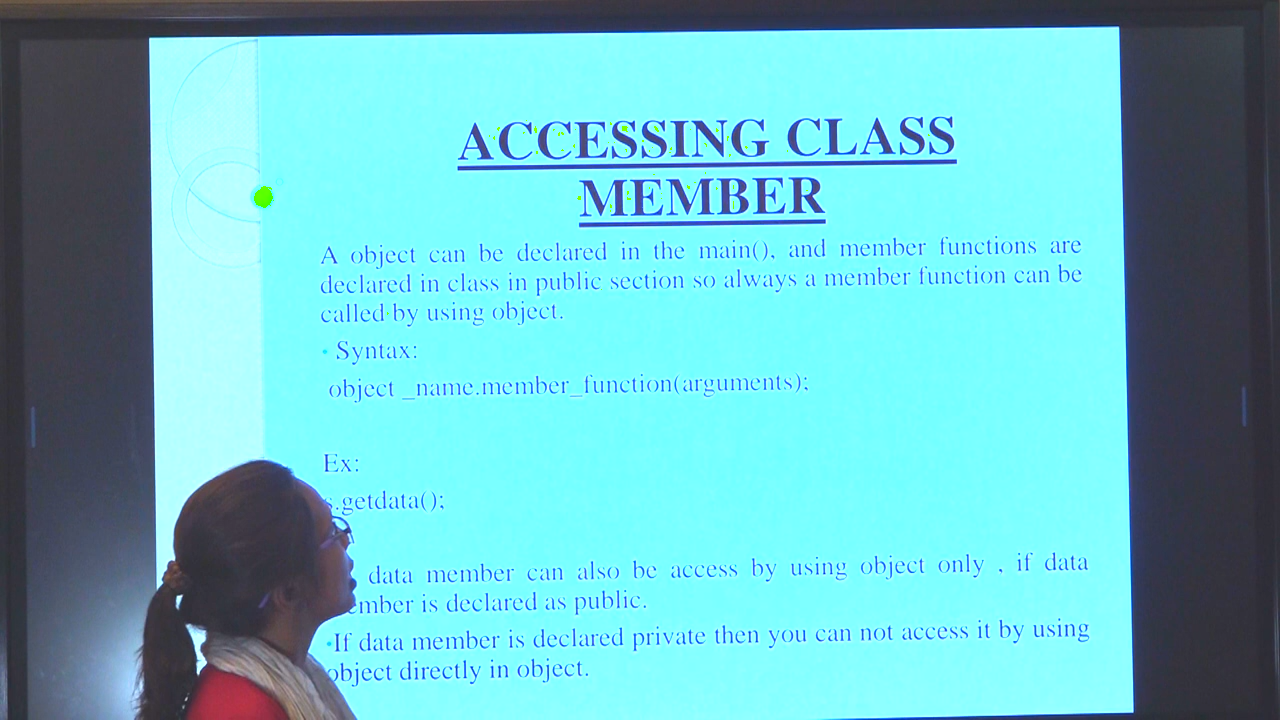 ACCESSING CLASS
MEMBER
A object can be declared in the main(), and member functions are
declared in class in public section so always a member function can be
called by using object.
Syntax:
object _name.member_function(arguments);
Ex:
s.getdata();
data member can also be access by using object only , if data
member is declared as public.
•If data member is declared private then you can not access it by using
object directly in object.